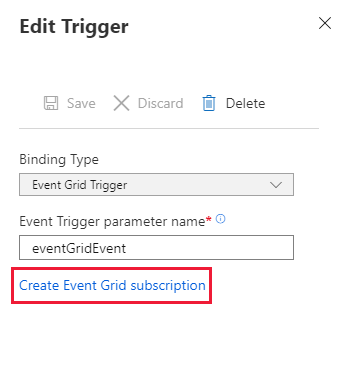 Edit Trigger
Save Discard Delete
Binding Type
Event Grid Trigger
Event Trigger parameter name*
eventGridEvent
Create Event Grid subscription